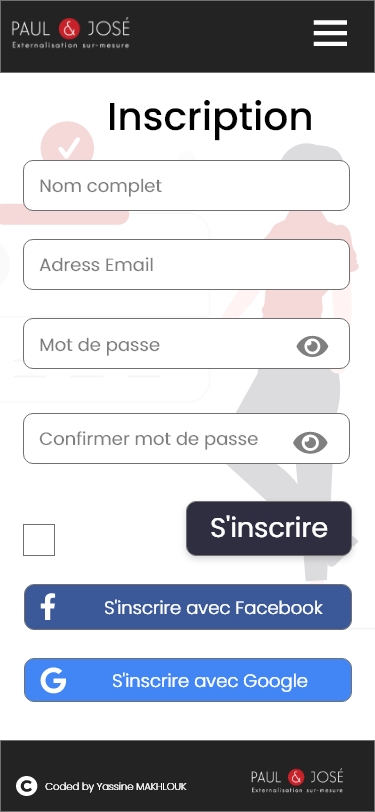 PAUL & JOSÉ
Externalisation sur-mesure
Inscription
Nom complet
Adress Email
Mot de passe
Confirmer mot de passe
S'inscrire
S'inscrire avec Facebook
S'inscrire avec Google
Coded by Yassine MAKHLOUK
PAUL & JOSÉ
Externalisation sur-mesure